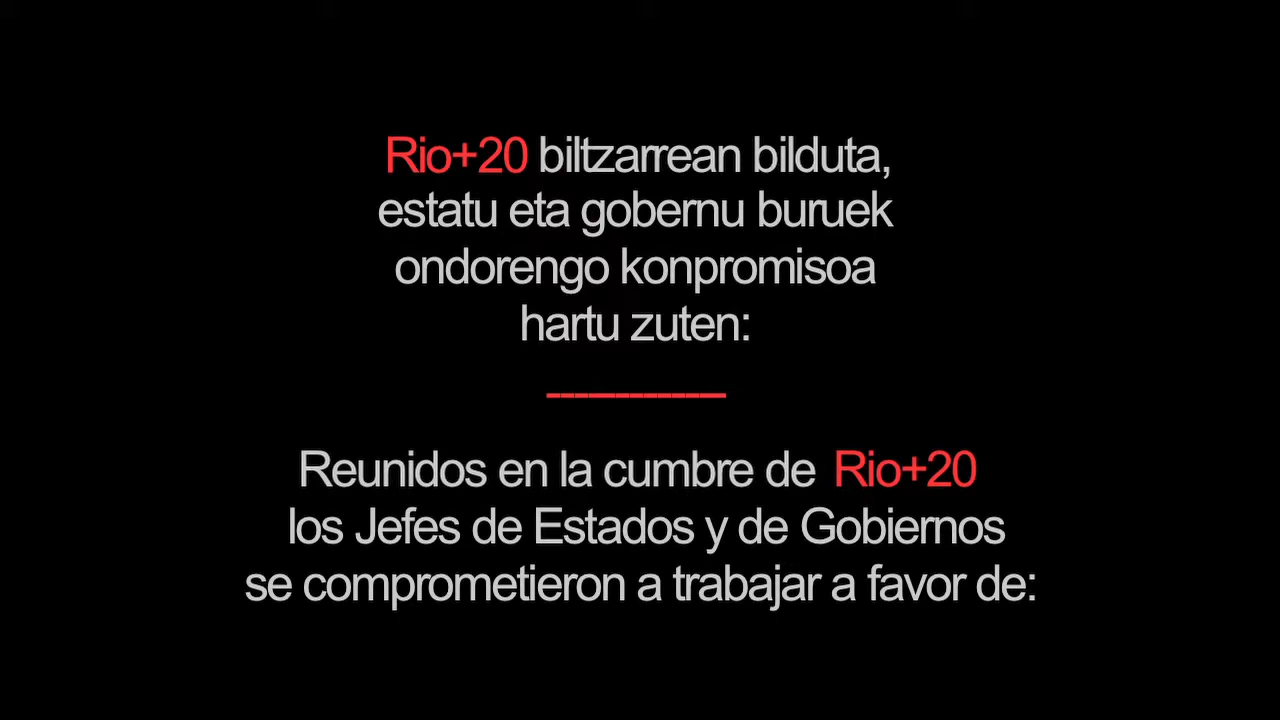 Rio+20 biltzarrean bilduta,
estatu eta gobernu buruek
ondorengo konpromisoa
hartu zuten:
Reunidos en la cumbre de Rio+20
los Jefes de Estados y de Gobiernos
se comprometieron a trabajar a favor de: